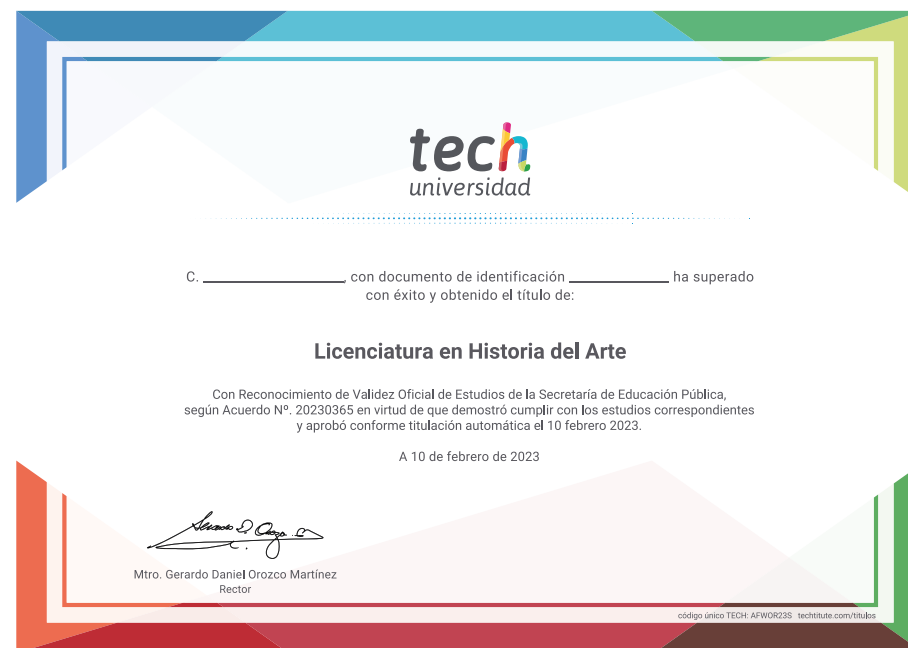 tech
universidad
C. ____________, con documento de identificación ____________ ha superado
con éxito y obtenido el título de:
Licenciatura en Historia del Arte
Con Reconocimiento de Validez Oficial de Estudios de la Secretaría de Educación Pública,
según Acuerdo Nº. 20230365 en virtud de que demostró cumplir con los estudios correspondientes
y aprobó conforme titulación automática el 10 febrero 2023.
A 10 de febrero de 2023
Mtro. Gerardo Daniel Orozco Martínez
Rector
código único TECH: AFWOR23S techtitute.com/titulos